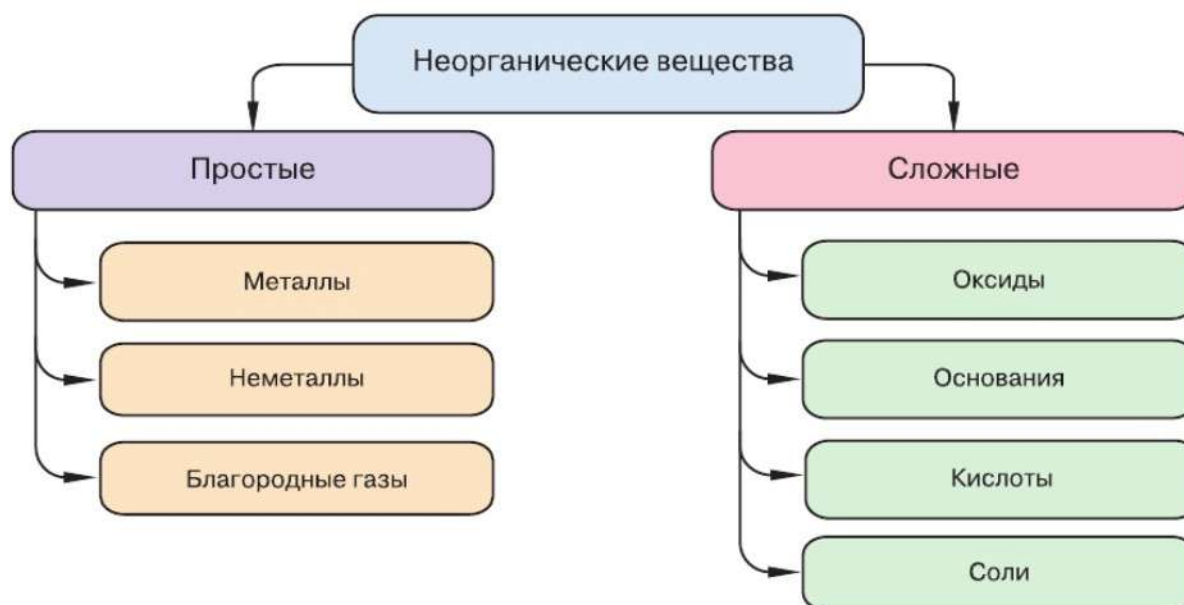 Неорганические вещества
Простые
Металлы
Неметаллы
Благородные газы
Сложные
Оксиды
Основания
Кислоты
Соли